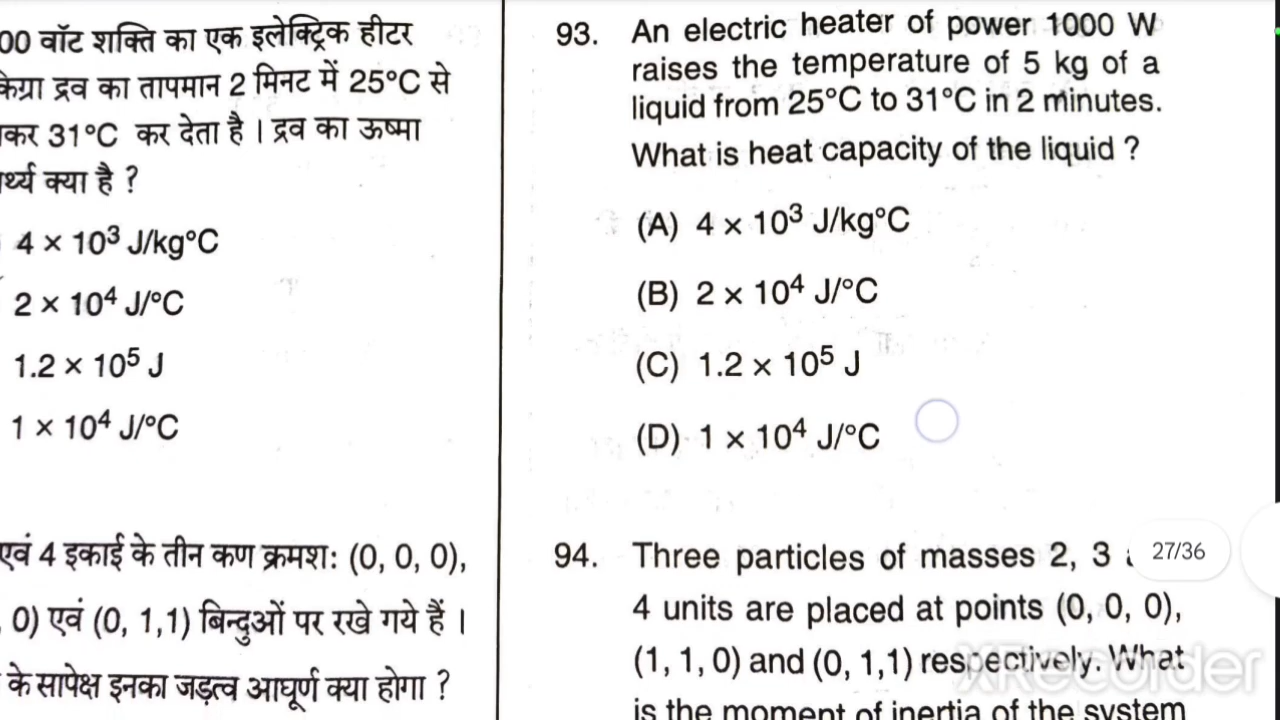 00 वॉट शक्ति का एक इलेक्ट्रिक हीटर
केग्रा द्रव का तापमान 2 मिनट में 25°C से
कर 31°C कर देता है । द्रव का ऊष्मा
र्थ्य क्या है ?
4 × 10³ J/kg°C
2 × 10⁴ J/°C
1.2 × 10⁵ J
1 × 10⁴ J/°C
एवं 4 इकाई के तीन कण क्रमश: (0, 0, 0),
0) एवं (0, 1,1) बिन्दुओं पर रखे गये हैं ।
के सापेक्ष इनका जड़त्व आघूर्ण क्या होगा ?
93. An electric heater of power 1000 W
raises the temperature of 5 kg of a
liquid from 25°C to 31°C in 2 minutes.
What is heat capacity of the liquid ?
(A) 4 × 10³ J/kg°C
(B) 2 × 10⁴ J/°C
(C) 1.2 × 10⁵ J
(D) 1 × 10⁴ J/°C
94. Three particles of masses 2, 3
4 units are placed at points (0, 0, 0),
(1, 1, 0) and (0, 1,1) respectively. What
is the moment of inertia of the system
27/36
XRecorder